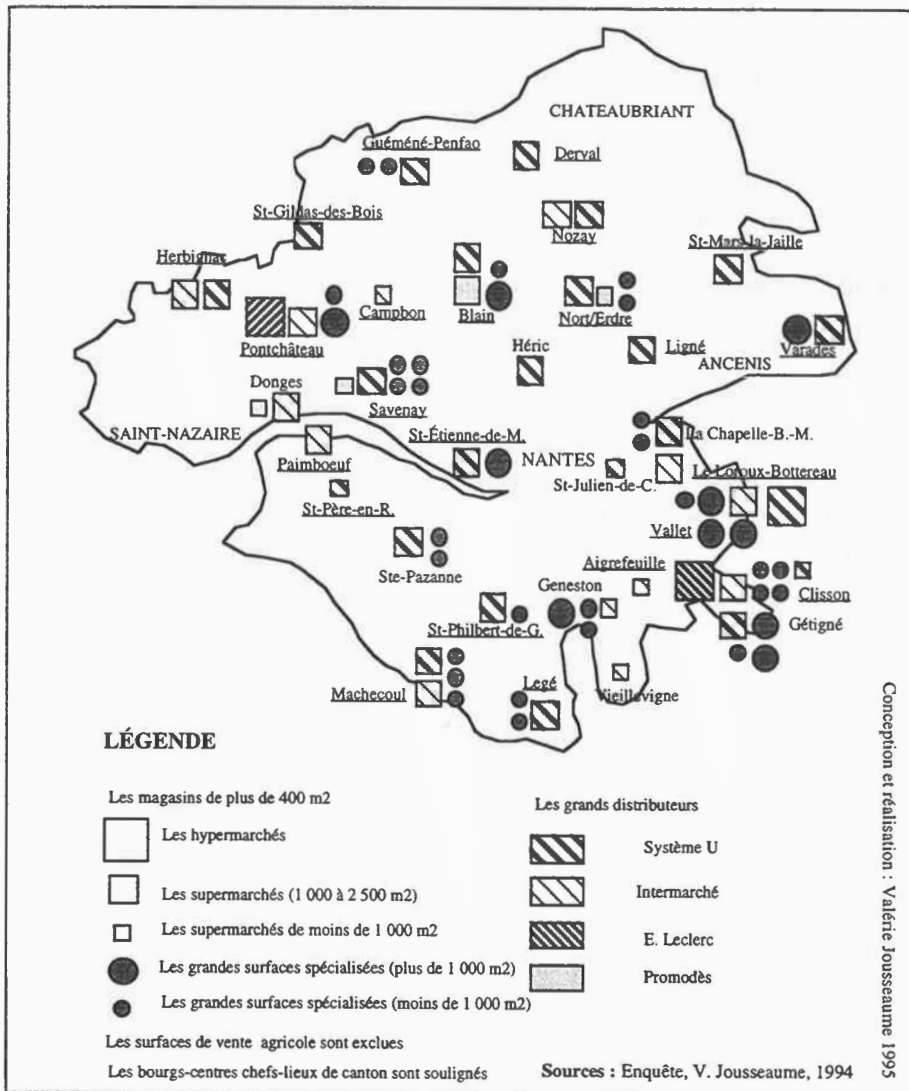 CHATEAUBRIANT
Guéméné-Penfao
Derval
St-Gildas-des-Bois
Nozay
St-Mars-la-Jaille
Herbignac
Campbon
Blain
Nort/Erdre
Pontchâteau
Héric
Ligné
Varades
ANCENIS
Donges
Savenay
SAINT-NAZAIRE
St-Étienne-de-M.
NANTES
La Chapelle-B.-M.
Paimboeuf
St-Julien-de-C.
Le Loroux-Bottereau
St-Père-en-R.
Vallet
Ste-Pazanne
Aigrefeuille
Geneston
Clisson
St-Philbert-de-G.
Gétigné
Machecoul
Legé
Vieillevigne
LÉGENDE
Les magasins de plus de 400 m2
Les hypermarchés
Les supermarchés (1 000 à 2 500 m2)
Les supermarchés de moins de 1 000 m2
Les grandes surfaces spécialisées (plus de 1 000 m2)
Les grandes surfaces spécialisées (moins de 1 000 m2)
Les surfaces de vente agricole sont exclues
Les bourgs-centres chefs-lieux de canton sont soulignés
Les grands distributeurs
Système U
Intermarché
E. Leclerc
Promodès
Sources : Enquête, V. Jousseaume, 1994
Conception et réalisation : Valérie Jousseaume 1995